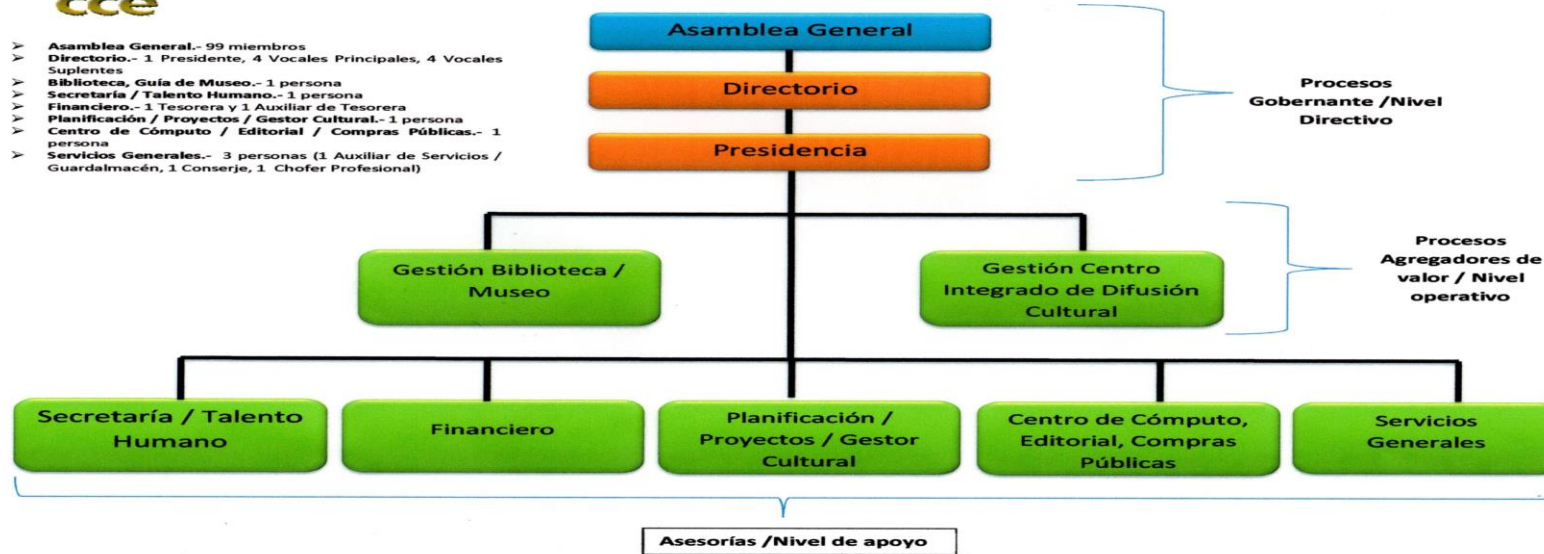 cce
➢ Asamblea General.- 99 miembros
➢ Directorio.- 1 Presidente, 4 Vocales Principales, 4 Vocales
Suplentes
➢ Biblioteca, Guía de Museo.- 1 persona
➢ Secretaría / Talento Humano.- 1 persona
➢ Financiero.- 1 Tesorera y 1 Auxiliar de Tesorera
➢ Planificación / Proyectos / Gestor Cultural.- 1 persona
➢ Centro de Cómputo / Editorial / Compras Públicas.- 1
persona
➢ Servicios Generales.- 3 personas (1 Auxiliar de Servicios /
Guardalmacén, 1 Conserje, 1 Chofer Profesional)
Asamblea General
Directorio
Presidencia
Procesos
Gobernante /Nivel
Directivo
Gestión Biblioteca /
Museo
Gestión Centro
Integrado de Difusión
Cultural
Procesos
Agregadores de
valor / Nivel
operativo
Secretaría / Talento
Humano
Financiero
Planificación /
Proyectos / Gestor
Cultural
Centro de Cómputo,
Editorial, Compras
Públicas
Servicios
Generales
Asesorías /Nivel de apoyo